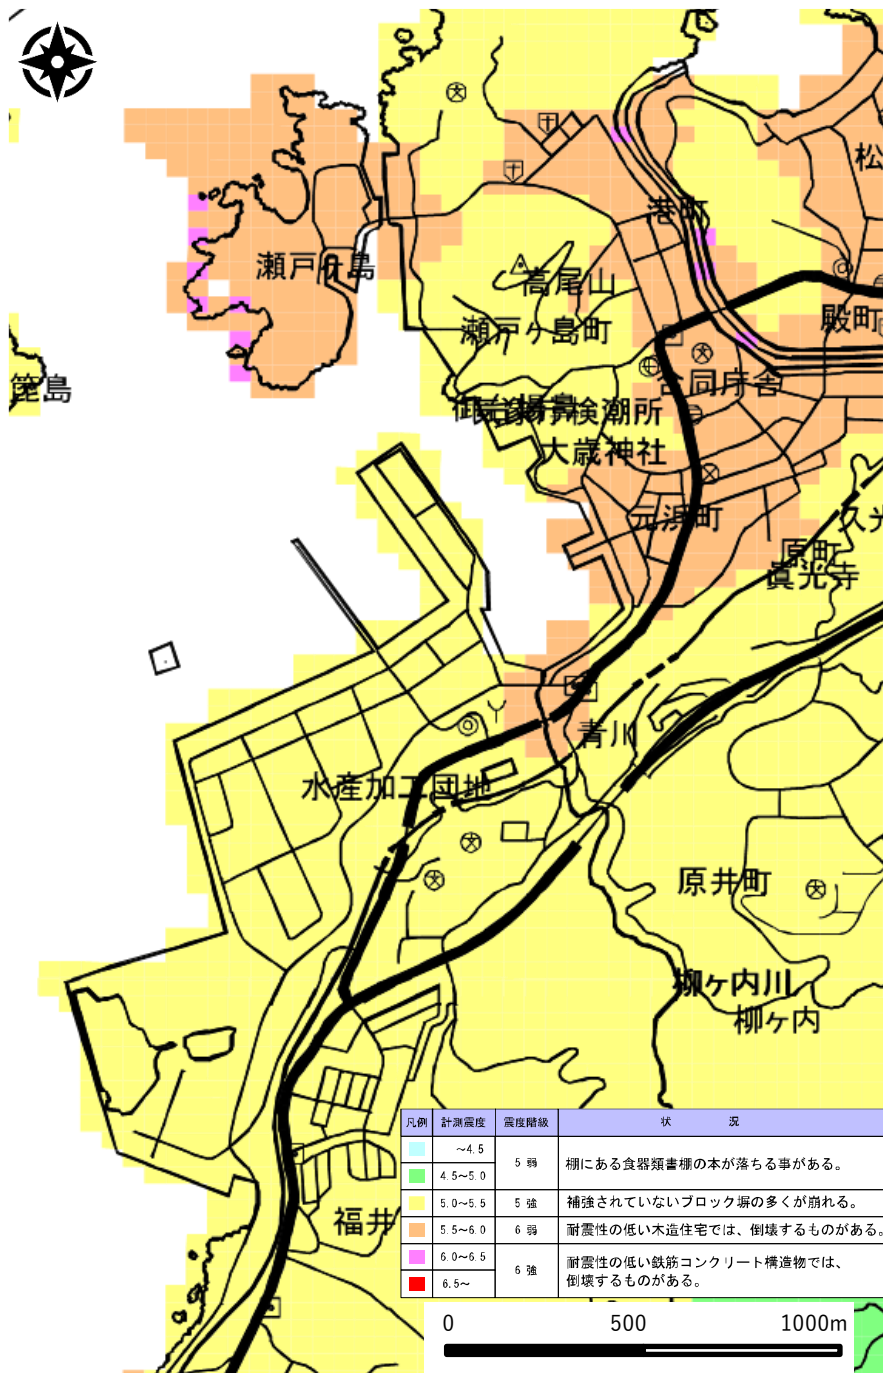 松
港町
瀬戸ヶ島
高尾山
殿町
瀬戸ヶ島町
合同庁舎
検潮所
大歳神社
元浜町
久光
原町
真光寺
青川
水産加工団地
原井町
柳ヶ内川
柳ヶ内
福井
凡例 計測震度 震度階級 状 況
～4.5
5 弱 棚にある食器類書棚の本が落ちる事がある。
4.5～5.0
5.0～5.5 5 強 補強されていないブロック塀の多くが崩れる。
5.5～6.0 6 弱 耐震性の低い木造住宅では、倒壊するものがある。
6.0～6.5
6 強 耐震性の低い鉄筋コンクリート構造物では、
倒壊するものがある。
6.5～
0 500 1000m